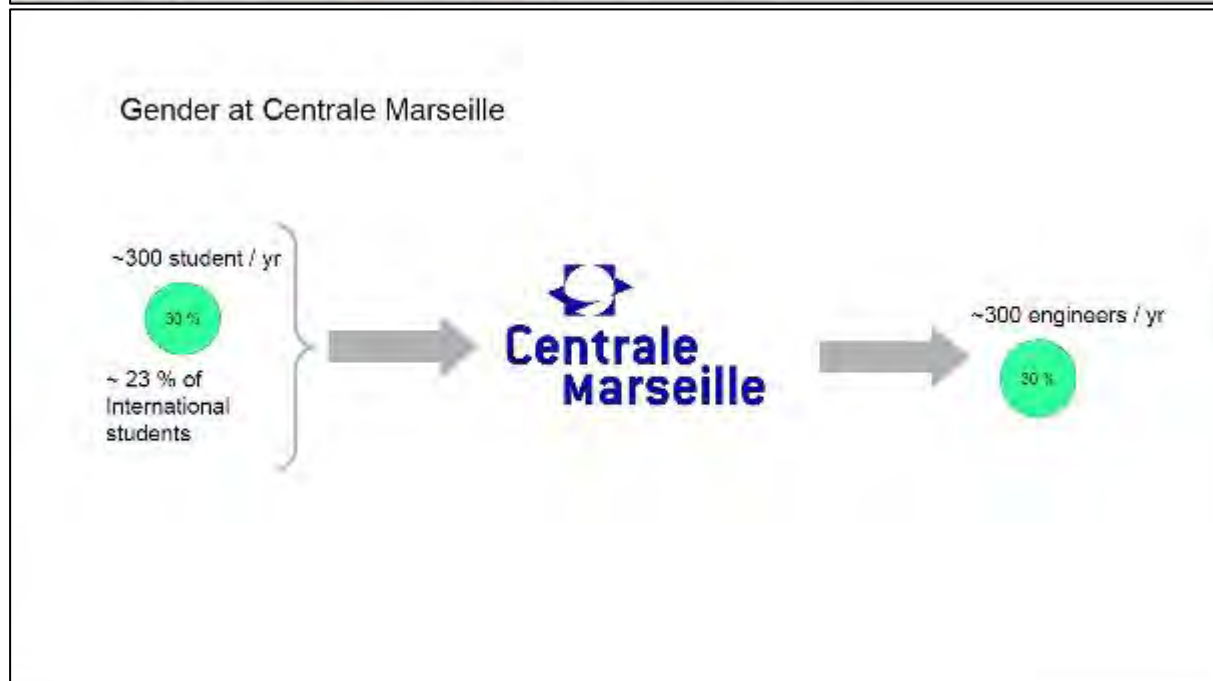 Gender at Centrale Marseille
~300 student / yr
30 %
~ 23 % of
International
students
Centrale
Marseille
~300 engineers / yr
30 %